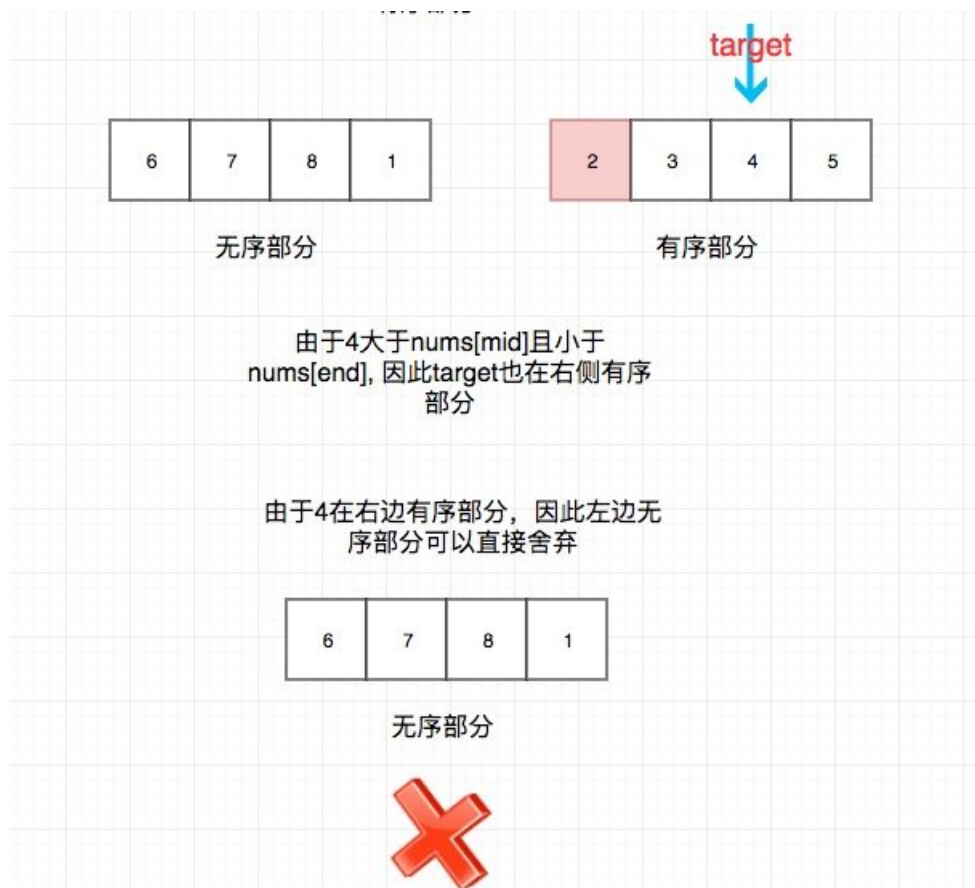 target
6 7 8 1
2 3 4 5
无序部分
有序部分
由于4大于nums[mid]且小于
nums[end], 因此target也在右侧有序
部分
由于4在右边有序部分，因此左边无
序部分可以直接舍弃
6 7 8 1
无序部分